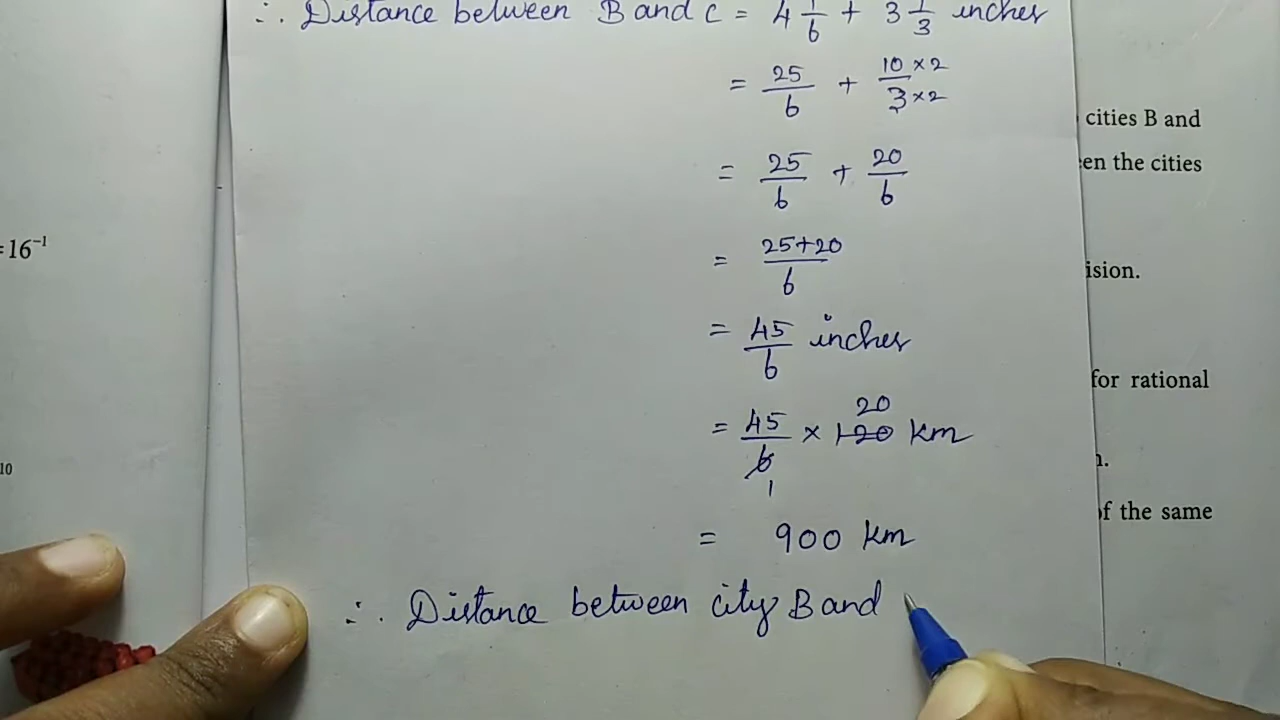 ∴ Distance between B and C = 4 1/6 + 3 1/3 inches
= 25/6 + 10×2/3×2
= 25/6 + 20/6
= 25+20/6
= 45/6 inches
20
= 45/6 × 120 km
1
= 900 km
∴ Distance between city B and
=16⁻¹
10
cities B and
en the cities
ision.
for rational
of the same